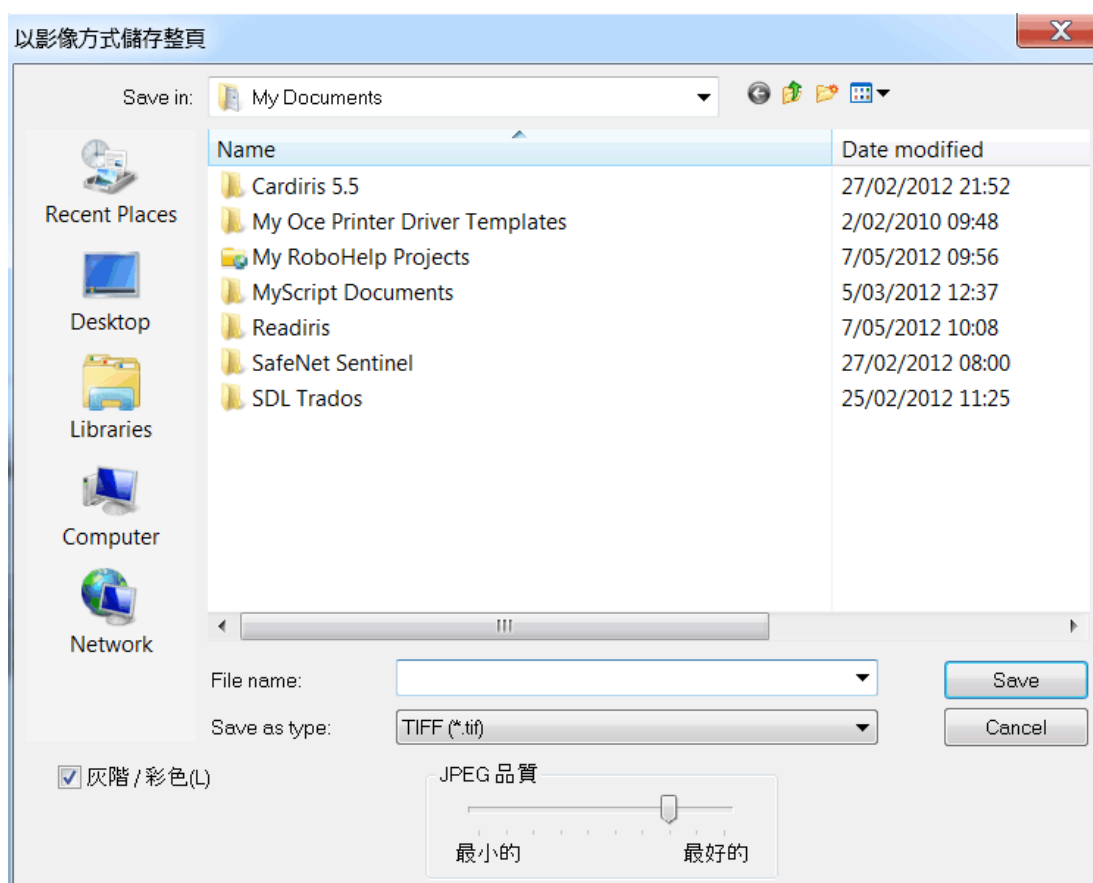 以影像方式儲存整頁
X
Save in: My Documents
Name Date modified
Cardiris 5.5 27/02/2012 21:52
My Oce Printer Driver Templates 2/02/2010 09:48
My RoboHelp Projects 7/05/2012 09:56
MyScript Documents 5/03/2012 12:37
Readiris 7/05/2012 10:08
SafeNet Sentinel 27/02/2012 08:00
SDL Trados 25/02/2012 11:25
Recent Places
Desktop
Libraries
Computer
Network
File name: Save
Save as type: TIFF (*.tif) Cancel
灰階 / 彩色(L) JPEG 品質
最小的 最好的